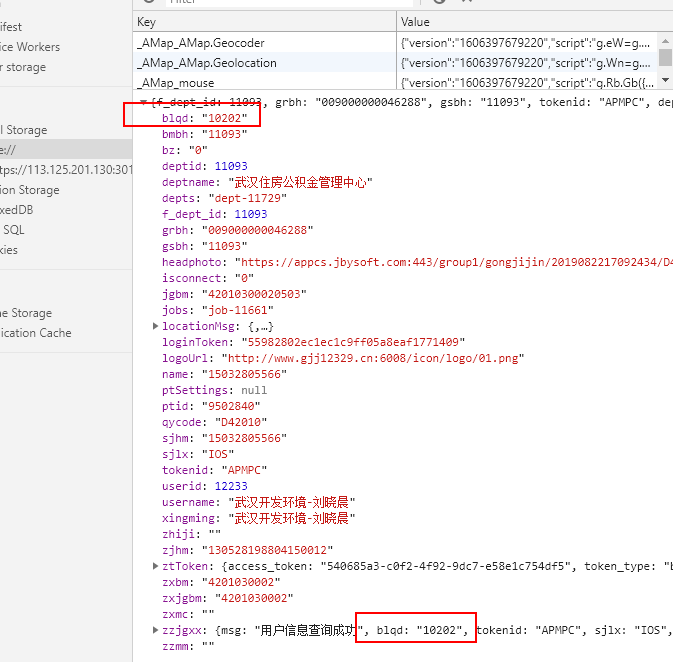 Key Value
ifest
ice Workers
r storage
_AMap_AMap.Geocoder {"version":"1606397679220","script":"g.eW=g....
_AMap_AMap.Geolocation {"version":"1606397679220","script":"g.Wn=g....
_AMap_mouse {"version":"1606397679220","script":"g.Rb.Gb({...
▼{f_dept_id: 11093, grbh: "009000000046288", gsbh: "11093", tokenid: "APMPC", dep
blqd: "10202"
l Storage
bmbh: "11093"
e://
bz: "0"
ttps://113.125.201.130:301
deptid: 11093
deptname: "武汉住房公积金管理中心"
ion Storage
depts: "dept-11729"
xedDB
f_dept_id: 11093
SQL
grbh: "009000000046288"
kies
gsbh: "11093"
headphoto: "https://appcs.jbysoft.com:443/group1/gongjijin/2019082217092434/D4
isconnect: "0"
jgbm: "42010300020503"
e Storage
jobs: "job-11661"
lication Cache
▶locationMsg: {,…}
loginToken: "55982802ec1ec1c9ff05a8eaf1771409"
logoUrl: "http://www.gjj12329.cn:6008/icon/logo/01.png"
name: "15032805566"
ptSettings: null
ptid: "9502840"
qycode: "D42010"
sjhm: "15032805566"
sjlx: "IOS"
tokenid: "APMPC"
userid: 12233
username: "武汉开发环境-刘晓晨"
xingming: "武汉开发环境-刘晓晨"
zhiji: ""
zjhm: "130528198804150012"
▶ztToken: {access_token: "540685a3-c0f2-4f92-9dc7-e58e1c754df5", token_type: "b
zxbm: "4201030002"
zxjgbm: "4201030002"
zxmc: ""
▶zzjgxx: {msg: "用户信息查询成功", blqd: "10202", tokenid: "APMPC", sjlx: "IOS",
zzmm: ""